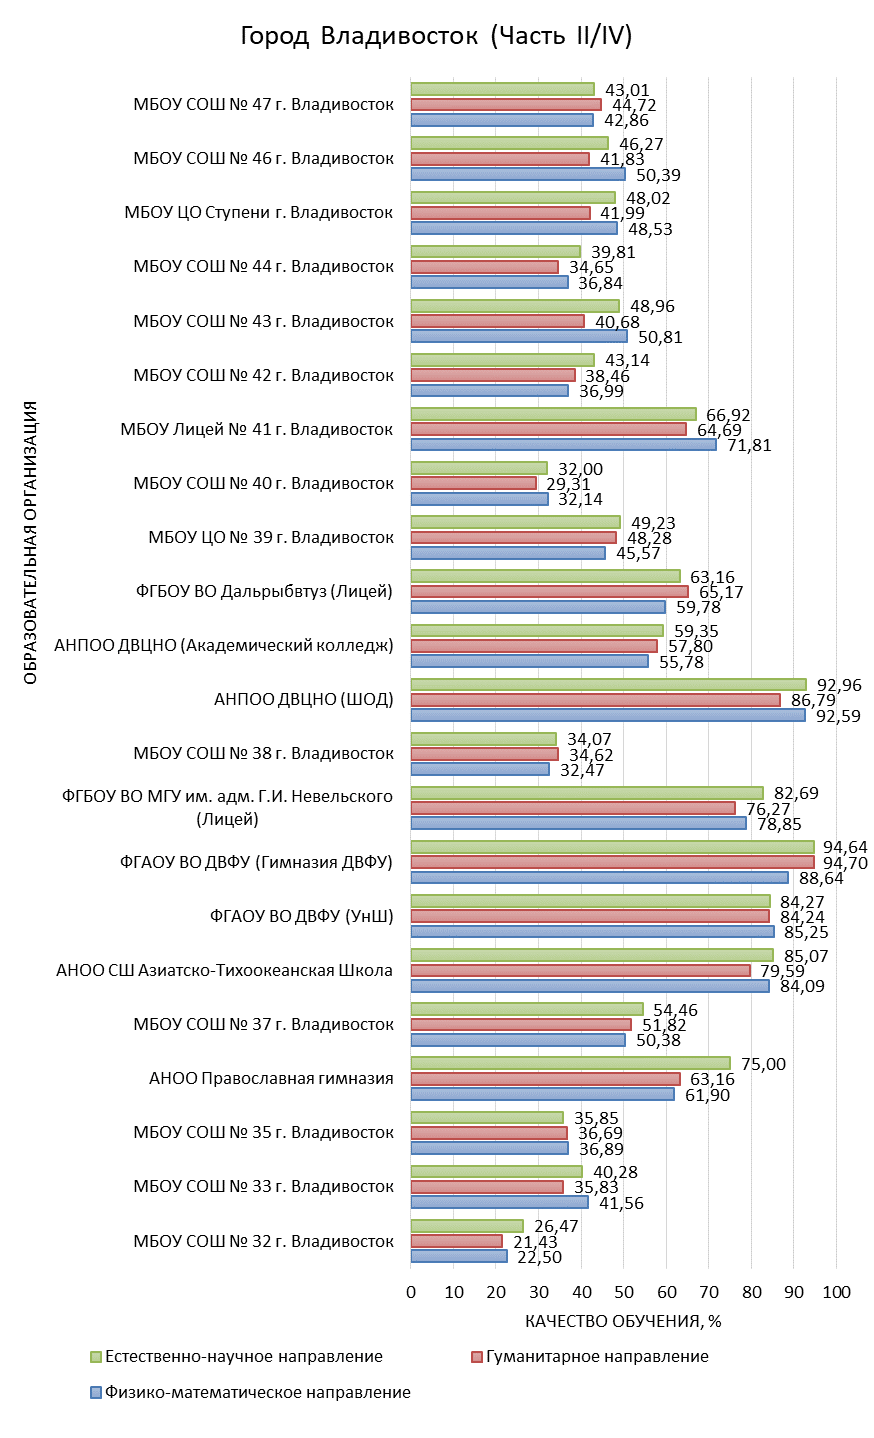 Город Владивосток (Часть II/IV)
ОБРАЗОВАТЕЛЬНАЯ ОРГАНИЗАЦИЯ
МБОУ СОШ № 47 г. Владивосток
43,01
44,72
42,86
МБОУ СОШ № 46 г. Владивосток
46,27
41,83
50,39
МБОУ ЦО Ступени г. Владивосток
48,02
41,99
48,53
МБОУ СОШ № 44 г. Владивосток
39,81
34,65
36,84
МБОУ СОШ № 43 г. Владивосток
48,96
40,68
50,81
МБОУ СОШ № 42 г. Владивосток
43,14
38,46
36,99
МБОУ Лицей № 41 г. Владивосток
66,92
64,69
71,81
МБОУ СОШ № 40 г. Владивосток
32,00
29,31
32,14
МБОУ ЦО № 39 г. Владивосток
49,23
48,28
45,57
ФГБОУ ВО Дальрыбвтуз (Лицей)
63,16
65,17
59,78
АНПОО ДВЦНО (Академический колледж)
59,35
57,80
55,78
АНПОО ДВЦНО (ШОД)
92,96
86,79
92,59
МБОУ СОШ № 38 г. Владивосток
34,07
34,62
32,47
ФГБОУ ВО МГУ им. адм. Г.И. Невельского
(Лицей)
82,69
76,27
78,85
ФГАОУ ВО ДВФУ (Гимназия ДВФУ)
94,64
94,70
88,64
ФГАОУ ВО ДВФУ (УнШ)
84,27
84,24
85,25
АНОО СШ Азиатско-Тихоокеанская Школа
85,07
79,59
84,09
МБОУ СОШ № 37 г. Владивосток
54,46
51,82
50,38
АНОО Православная гимназия
75,00
63,16
61,90
МБОУ СОШ № 35 г. Владивосток
35,85
36,69
36,89
МБОУ СОШ № 33 г. Владивосток
40,28
35,83
41,56
МБОУ СОШ № 32 г. Владивосток
26,47
21,43
22,50
0 10 20 30 40 50 60 70 80 90 100
КАЧЕСТВО ОБУЧЕНИЯ, %
Естественно-научное направление
Гуманитарное направление
Физико-математическое направление